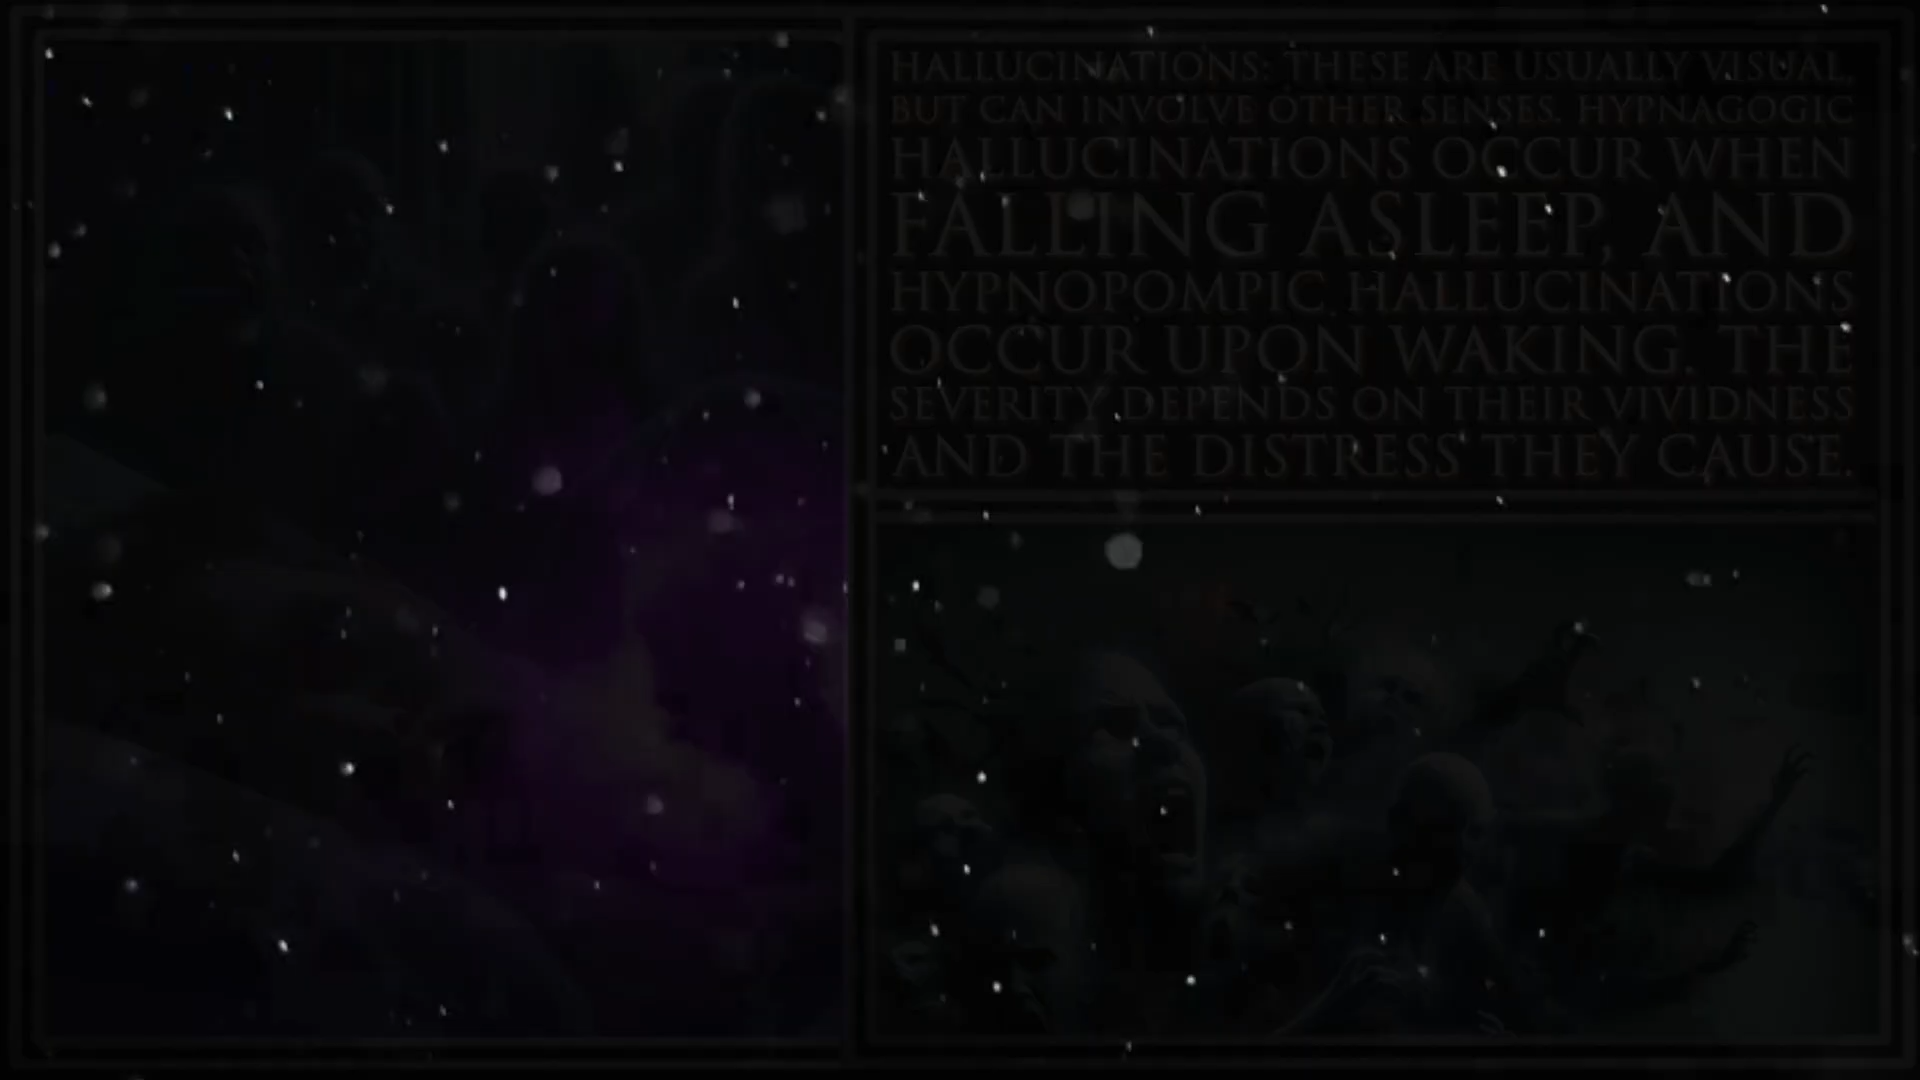 HALLUCINATIONS: THESE ARE USUALLY VISUAL,
BUT CAN INVOLVE OTHER SENSES. HYPNAGOGIC
HALLUCINATIONS OCCUR WHEN
FALLING ASLEEP, AND
HYPNOPOMPIC HALLUCINATIONS
OCCUR UPON WAKING. THE
SEVERITY DEPENDS ON THEIR VIVIDNESS
AND THE DISTRESS THEY CAUSE.